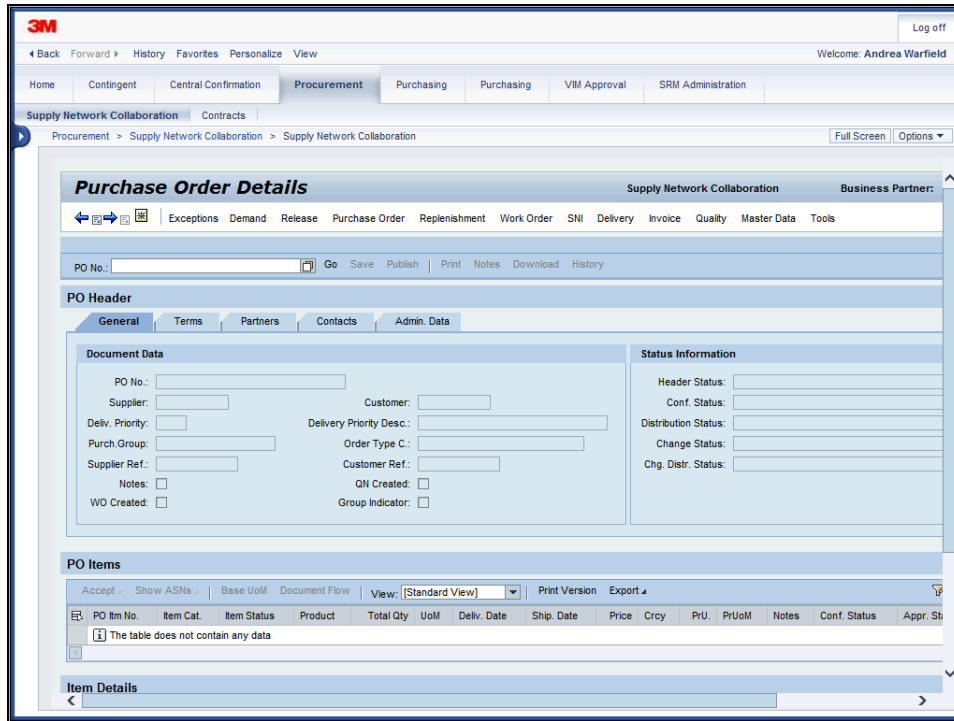 3M
Log off
Back Forward History Favorites Personalize View Welcome: Andrea Warfield
Home Contingent Central Confirmation Procurement Purchasing Purchasing VIM Approval SRM Administration
Supply Network Collaboration Contracts
Procurement > Supply Network Collaboration > Supply Network Collaboration Full Screen Options
Purchase Order Details Supply Network Collaboration Business Partner:
Exceptions Demand Release Purchase Order Replenishment Work Order SNI Delivery Invoice Quality Master Data Tools
PO No.: Go Save Publish Print Notes Download History
PO Header
General Terms Partners Contacts Admin. Data
Document Data Status Information
PO No.: Header Status:
Supplier: Customer: Conf. Status:
Deliv. Priority: Delivery Priority Desc.: Distribution Status:
Purch.Group: Order Type C.: Change Status:
Supplier Ref.: Customer Ref.: Chg. Distr. Status:
Notes: QN Created:
WO Created: Group Indicator:
PO Items
Accept Show ASNs Base UoM Document Flow View: [Standard View] Print Version Export
PO Itm No. Item Cat. Item Status Product Total Qty UoM Deliv. Date Ship. Date Price Crcy PrU. PrUoM Notes Conf. Status Appr. Sta
The table does not contain any data
Item Details